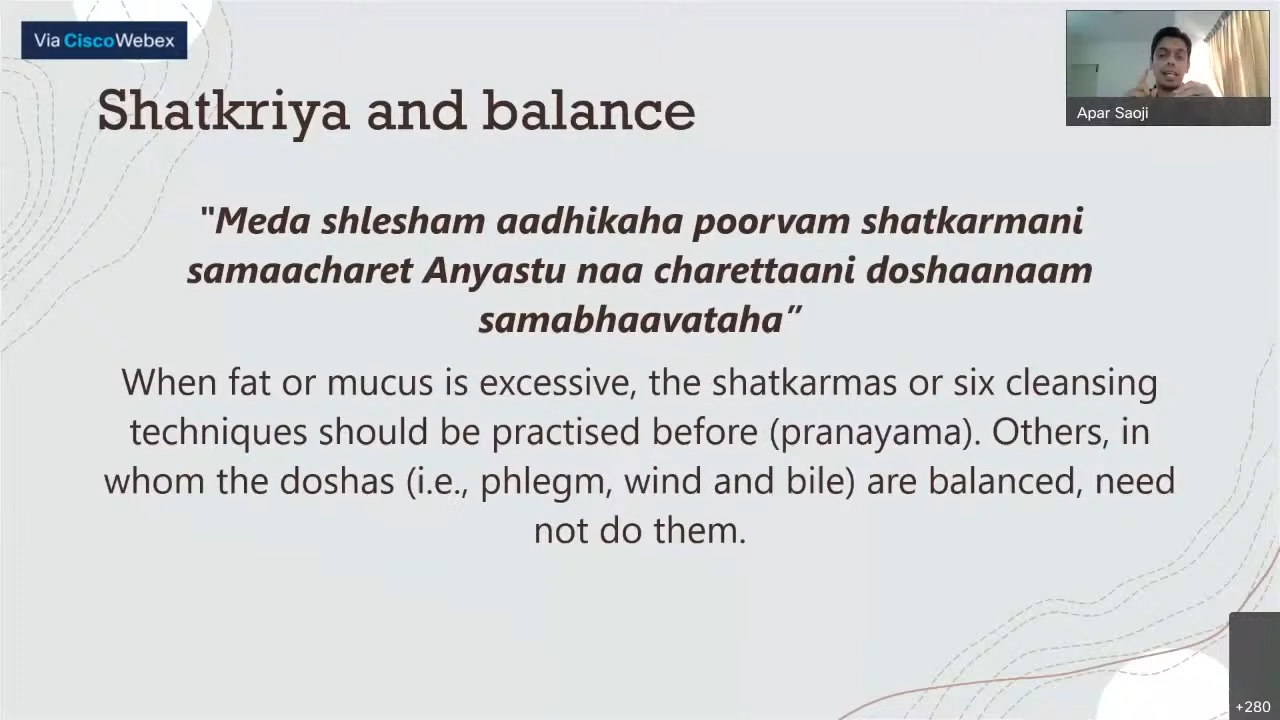 Via CiscoWebex
Apar Saoji
Shatkriya and balance
"Meda shlesham aadhikaha poorvam shatkarmani
samaacharet Anyastu naa charettaani doshaanaam
samabhaavataha”
When fat or mucus is excessive, the shatkarmas or six cleansing
techniques should be practised before (pranayama). Others, in
whom the doshas (i.e., phlegm, wind and bile) are balanced, need
not do them.
+280